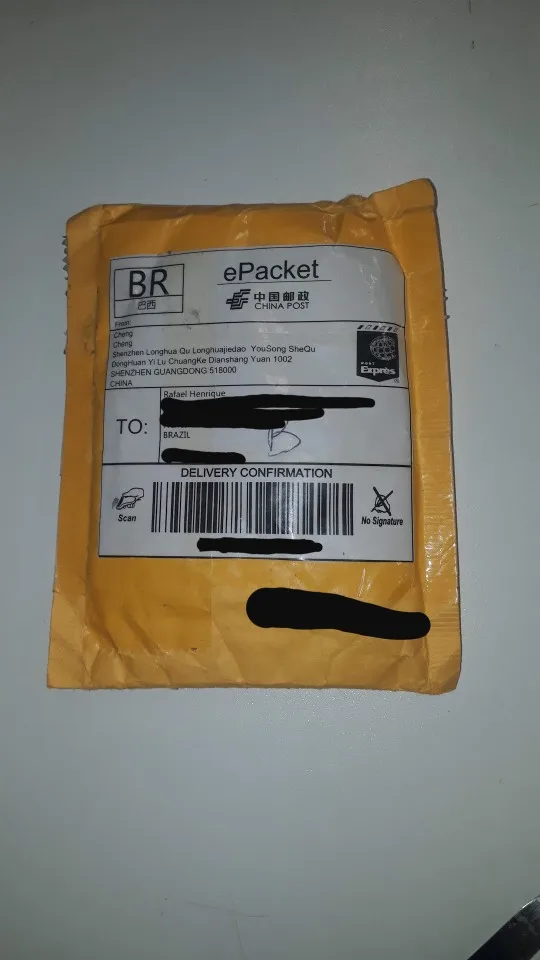 BR
巴西
ePacket
中国邮政
CHINA POST
From:
Cheng
Cheng
Shenzhen Longhua Qu Longhuajiedao YouSong SheQu
DongHuan Yi Lu ChuangKe Dianshang Yuan 1002
SHENZHEN GUANGDONG 518000
CHINA
Exprès
TO:
Rafael Henrique
BRAZIL
DELIVERY CONFIRMATION
Scan
No Signature